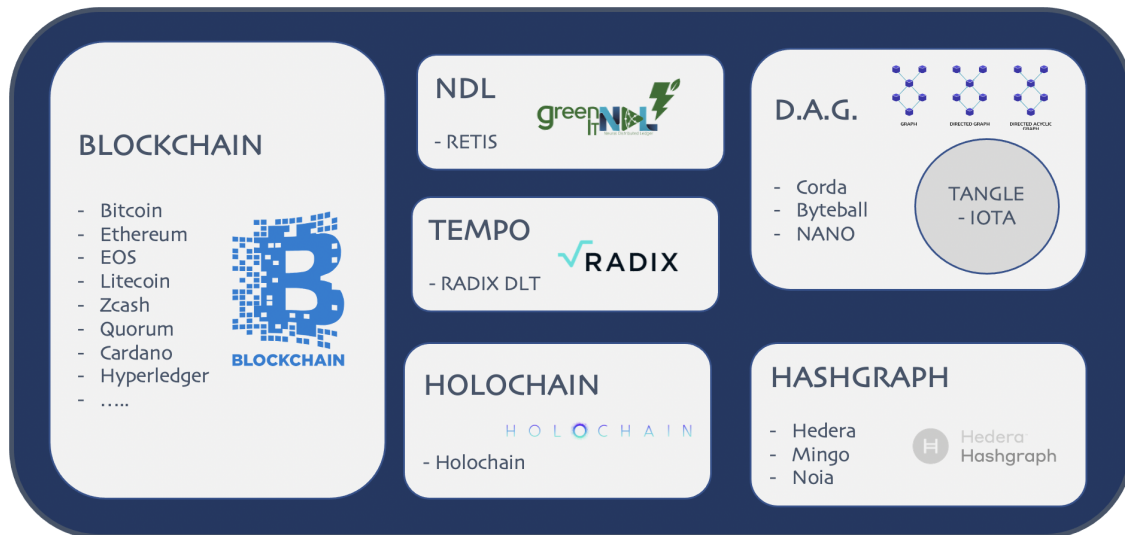 BLOCKCHAIN
- Bitcoin
- Ethereum
- EOS
- Litecoin
- Zcash
- Quorum
- Cardano
- Hyperledger
- .....
BLOCKCHAIN
NDL
green IT NDL
- RETIS
TEMPO
RADIX
- RADIX DLT
HOLOCHAIN
HOLOCHAIN
- Holochain
D.A.G.
GRAPH
DIRECTED GRAPH
DIRECTED ACYCLIC
GRAPH
- Corda
- Byteball
- NANO
TANGLE
- IOTA
HASHGRAPH
- Hedera
- Mingo
- Noia
Hedera
Hashgraph